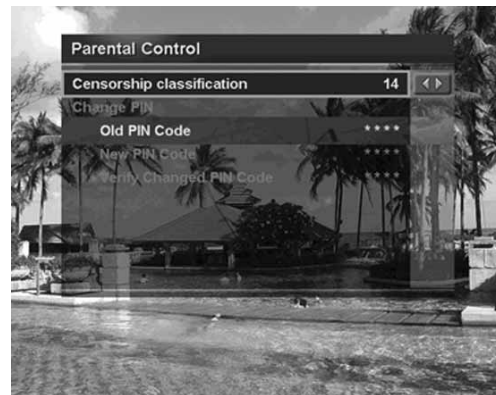 Parental Control
Censorship classification 14
Change PIN
Old PIN Code ****
New PIN Code ****
Verify Changed PIN Code ****